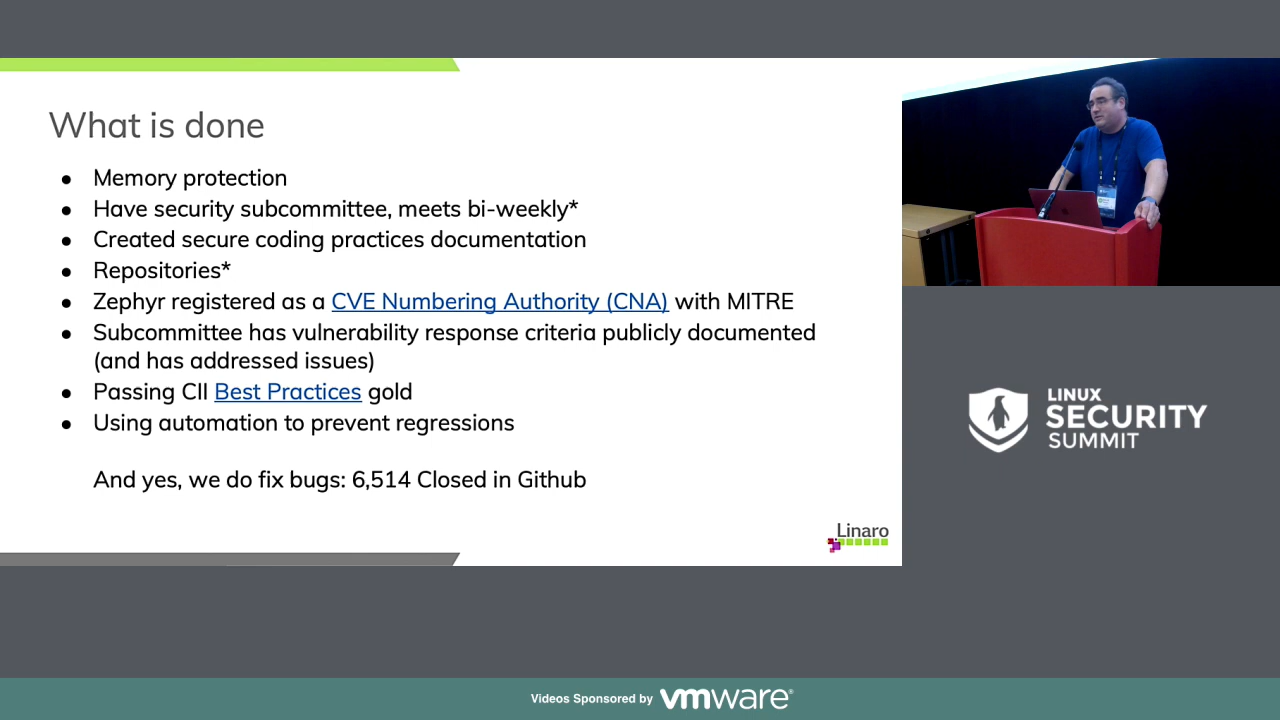 What is done
● Memory protection
● Have security subcommittee, meets bi-weekly*
● Created secure coding practices documentation
● Repositories*
● Zephyr registered as a CVE Numbering Authority (CNA) with MITRE
● Subcommittee has vulnerability response criteria publicly documented
(and has addressed issues)
● Passing CII Best Practices gold
● Using automation to prevent regressions
And yes, we do fix bugs: 6,514 Closed in Github
Linaro
LINUX
SECURITY
SUMMIT
Videos Sponsored by vmware®